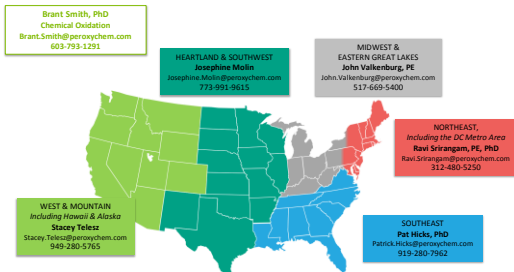 Brant Smith, PhD
Chemical Oxidation
Brant.Smith@peroxychem.com
603-793-1291
HEARTLAND & SOUTHWEST
Josephine Molin
Josephine.Molin@peroxychem.com
773-991-9615
MIDWEST &
EASTERN GREAT LAKES
John Valkenburg, PE
John.Valkenburg@peroxychem.com
517-669-5400
NORTHEAST,
Including the DC Metro Area
Ravi Srirangam, PE, PhD
Ravi.Srirangam@peroxychem.com
312-480-5250
WEST & MOUNTAIN
Including Hawaii & Alaska
Stacey Telesz
Stacey.Telesz@peroxychem.com
949-280-5765
SOUTHEAST
Pat Hicks, PhD
Patrick.Hicks@peroxychem.com
919-280-7962